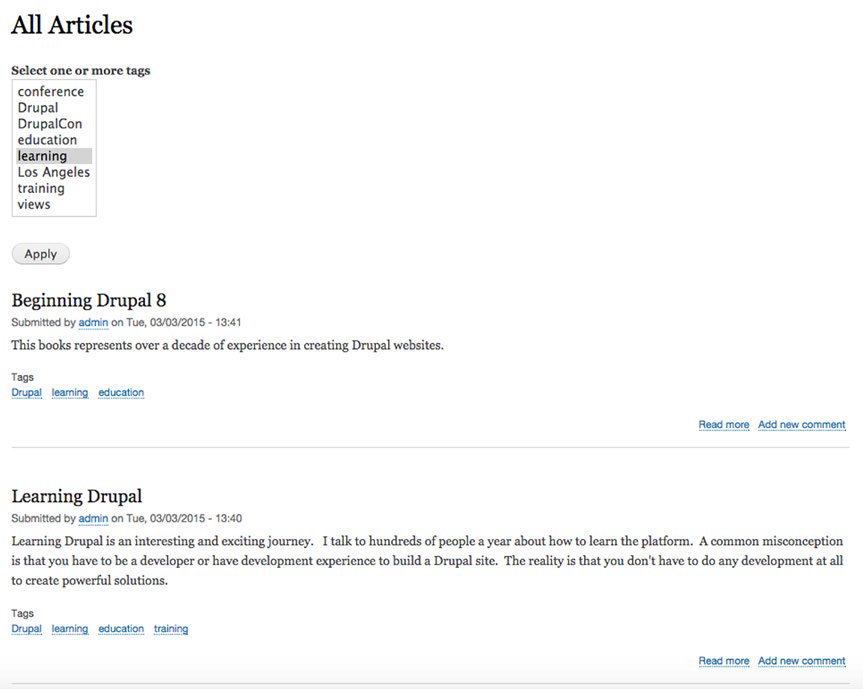 All Articles
Select one or more tags
conference
Drupal
DrupalCon
education
learning
Los Angeles
training
views
Apply
Beginning Drupal 8
Submitted by admin on Tue, 03/03/2015 - 13:41
This books represents over a decade of experience in creating Drupal websites.
Tags
Drupal learning education
Read more Add new comment
Learning Drupal
Submitted by admin on Tue, 03/03/2015 - 13:40
Learning Drupal is an interesting and exciting journey. I talk to hundreds of people a year about how to learn the platform. A common misconception
is that you have to be a developer or have development experience to build a Drupal site. The reality is that you don't have to do any development at all
to create powerful solutions.
Tags
Drupal learning education training
Read more Add new comment